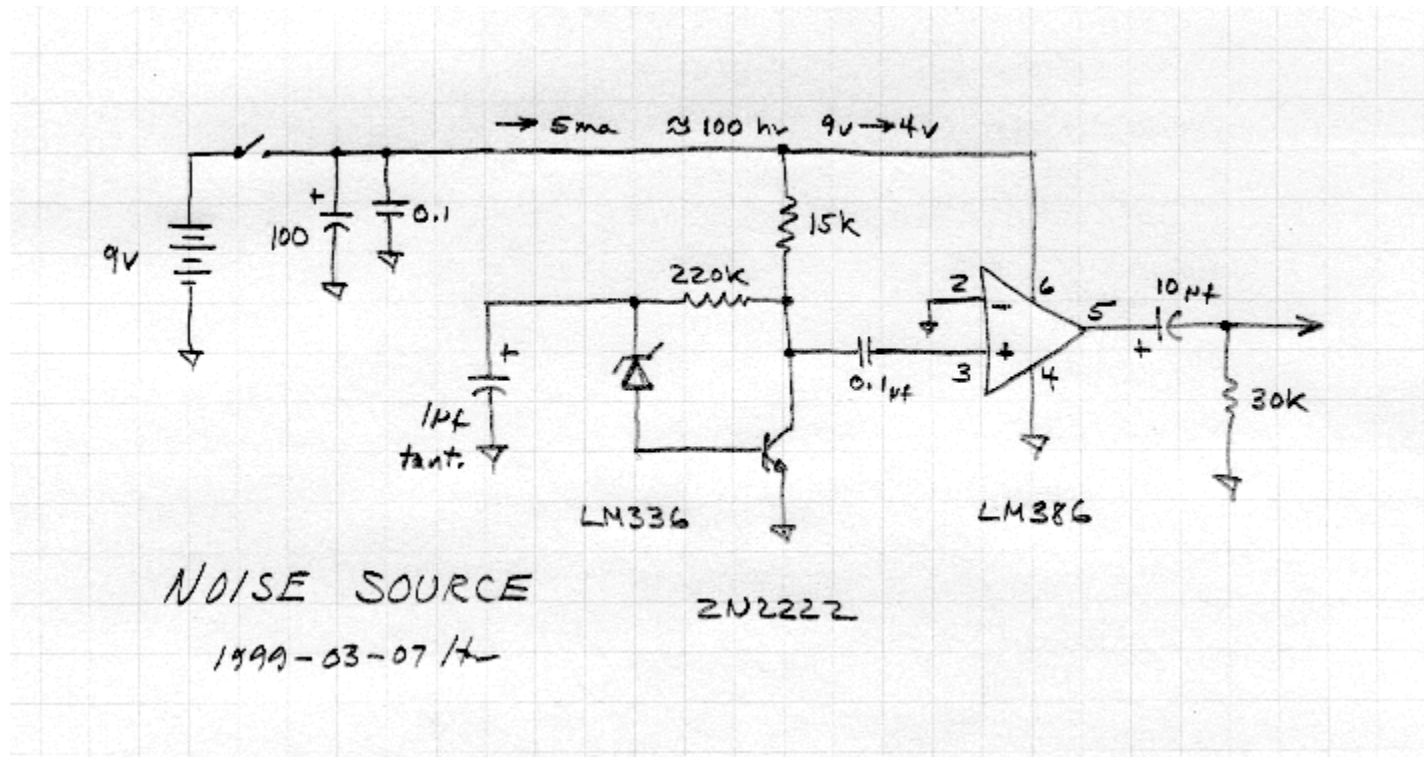 → 5ma ≈ 100 hr 9v → 4v
+
100
0.1
9v
15k
220k
+
1µf
tant.
0.1µf
2
-
6
+
3
4
5
10µf
+
30k
LM336
LM386
2N2222
NOISE SOURCE
1999-03-07